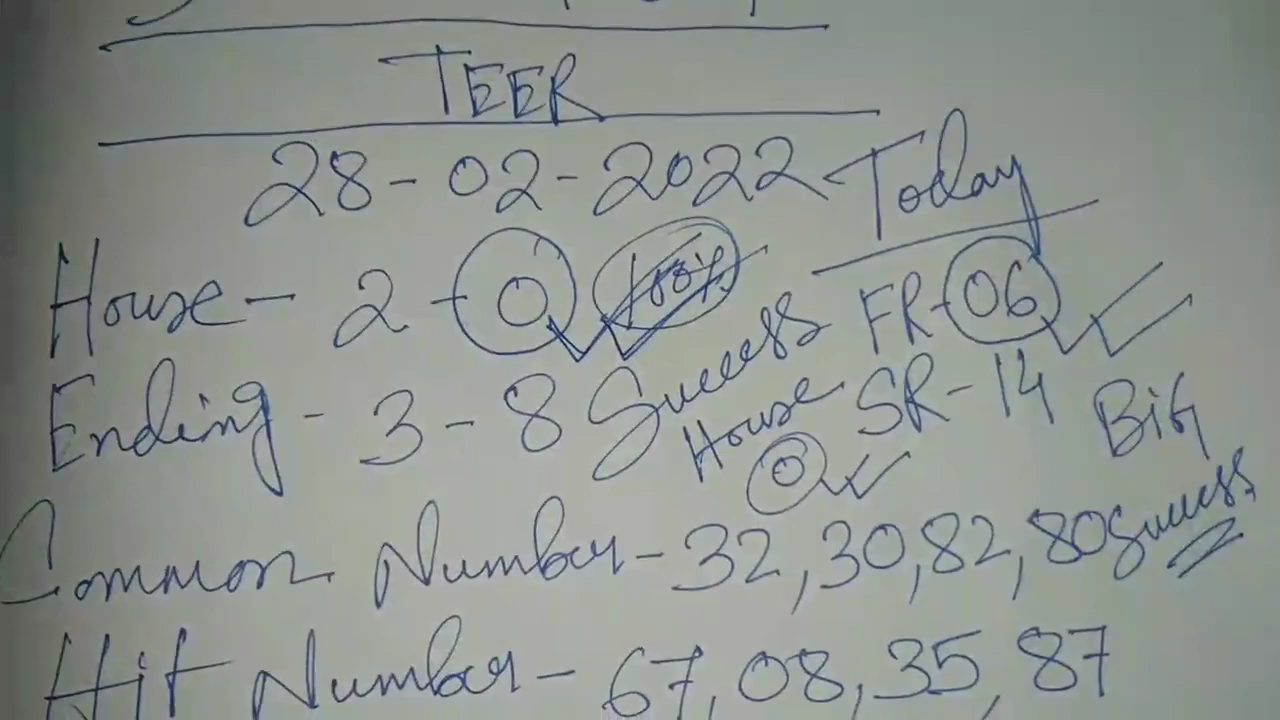 TEER
28-02-2022 Today
House - 2 - 0 100% FR-06
Ending - 3 - 8 Success House 0 SR-14 Big Success
Common Number - 32, 30, 82, 80
Hit Number - 67, 08, 35, 87